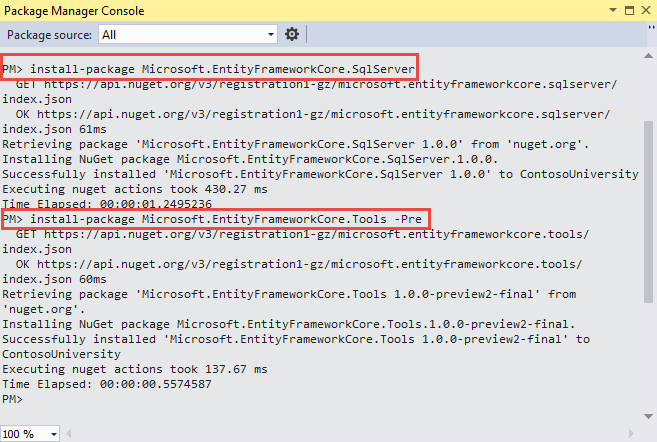 Package Manager Console
Package source: All
PM> install-package Microsoft.EntityFrameworkCore.SqlServer
GET https://api.nuget.org/v3/registration1-gz/microsoft.entityframeworkcore.sqlserver/
index.json
OK https://api.nuget.org/v3/registration1-gz/microsoft.entityframeworkcore.sqlserver/
index.json 61ms
Retrieving package 'Microsoft.EntityFrameworkCore.SqlServer 1.0.0' from 'nuget.org'.
Installing NuGet package Microsoft.EntityFrameworkCore.SqlServer.1.0.0.
Successfully installed 'Microsoft.EntityFrameworkCore.SqlServer 1.0.0' to ContosoUniversity
Executing nuget actions took 430.27 ms
Time Elapsed: 00:00:01.2495236
PM> install-package Microsoft.EntityFrameworkCore.Tools -Pre
GET https://api.nuget.org/v3/registration1-gz/microsoft.entityframeworkcore.tools/
index.json
OK https://api.nuget.org/v3/registration1-gz/microsoft.entityframeworkcore.tools/
index.json 60ms
Retrieving package 'Microsoft.EntityFrameworkCore.Tools 1.0.0-preview2-final' from
'nuget.org'.
Installing NuGet package Microsoft.EntityFrameworkCore.Tools.1.0.0-preview2-final.
Successfully installed 'Microsoft.EntityFrameworkCore.Tools 1.0.0-preview2-final' to
ContosoUniversity
Executing nuget actions took 137.67 ms
Time Elapsed: 00:00:00.5574587
PM>
100 %